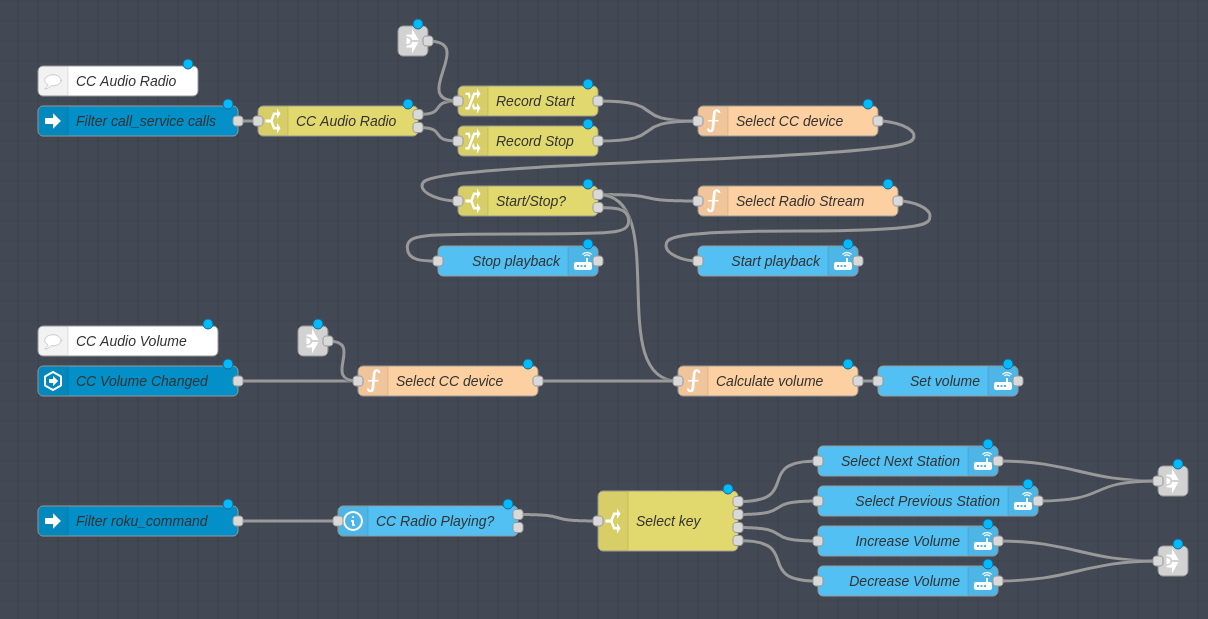 CC Audio Radio
Filter call_service calls
CC Audio Radio
Record Start
Record Stop
Select CC device
Start/Stop?
Select Radio Stream
Stop playback
Start playback
CC Audio Volume
CC Volume Changed
Select CC device
Calculate volume
Set volume
Filter roku_command
CC Radio Playing?
Select key
Select Next Station
Select Previous Station
Increase Volume
Decrease Volume